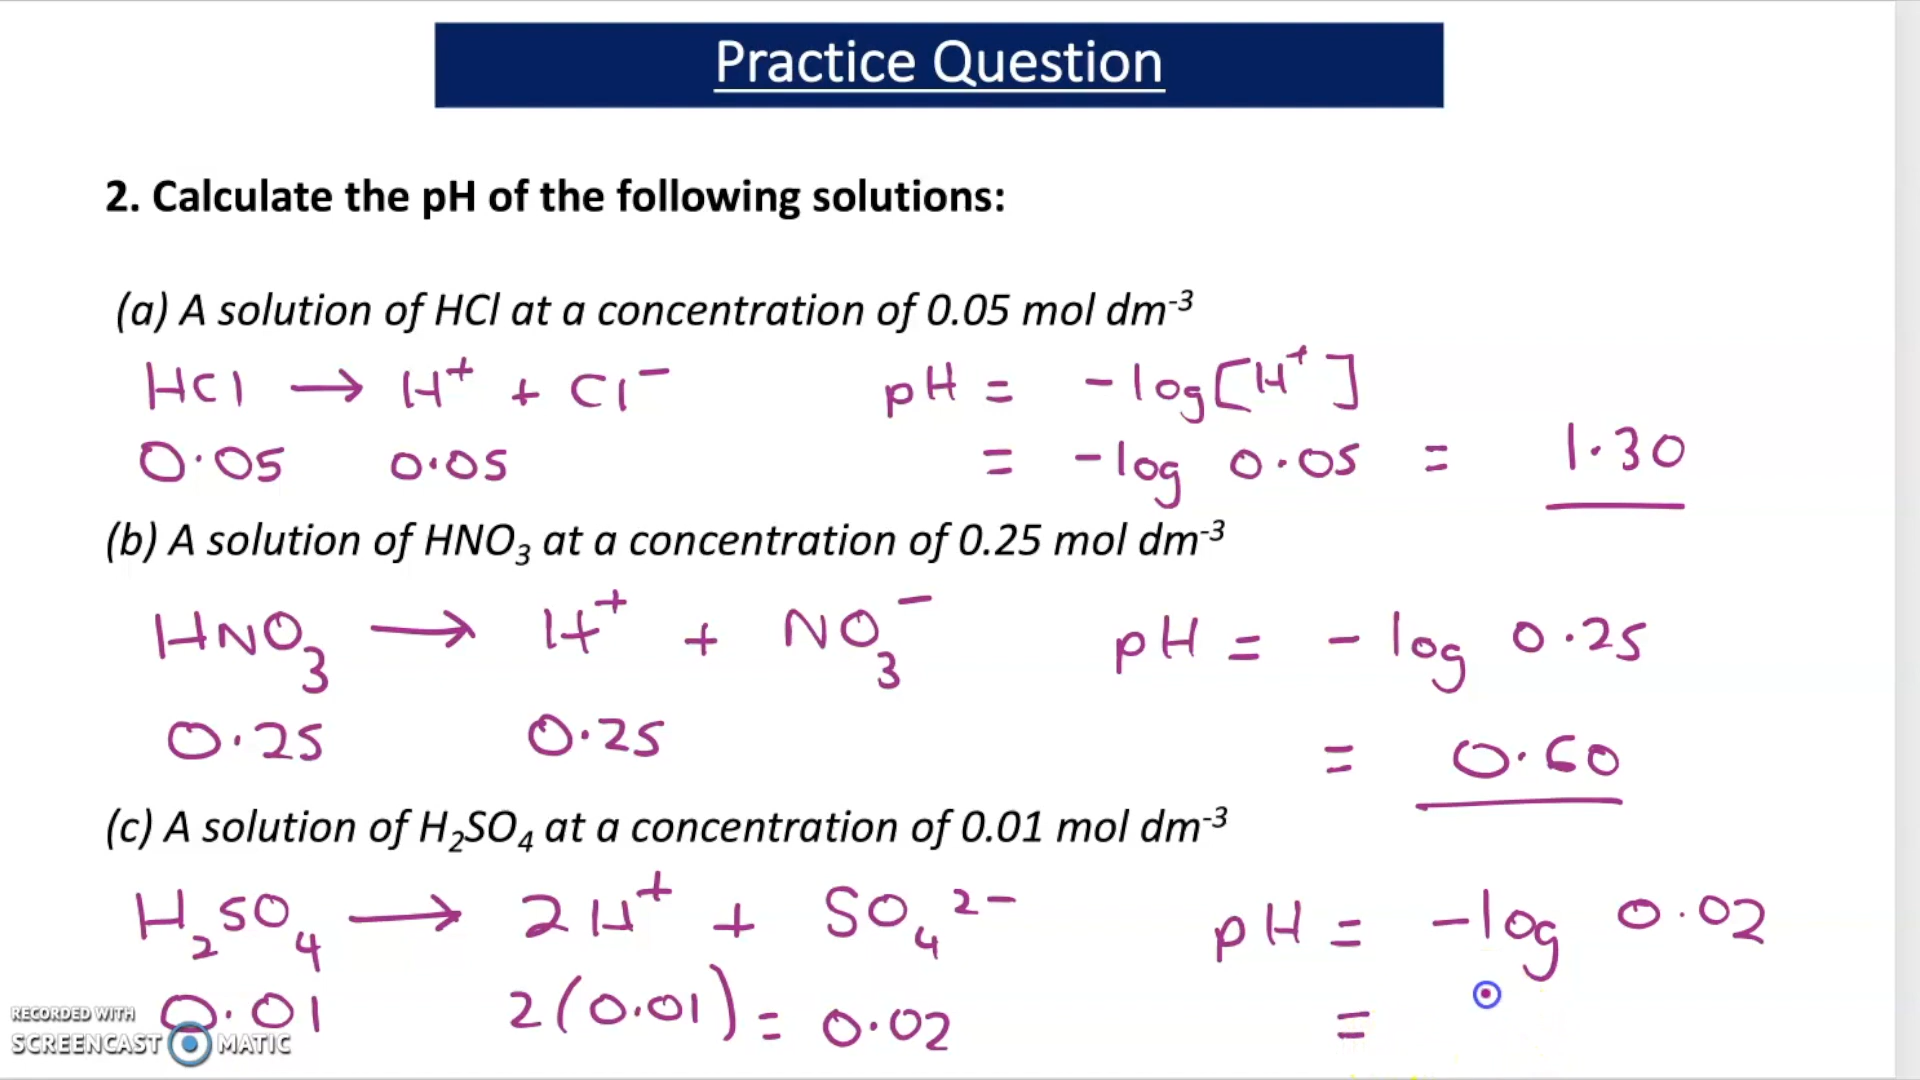 Practice Question
2. Calculate the pH of the following solutions:
(a) A solution of HCl at a concentration of 0.05 mol dm⁻³
HCl → H⁺ + Cl⁻ pH = -log[H⁺]
0.05 0.05 = -log 0.05 = 1.30
(b) A solution of HNO₃ at a concentration of 0.25 mol dm⁻³
HNO₃ → H⁺ + NO₃⁻ pH = -log 0.25
0.25 0.25 = 0.60
(c) A solution of H₂SO₄ at a concentration of 0.01 mol dm⁻³
H₂SO₄ → 2H⁺ + SO₄²⁻ pH = -log 0.02
0.01 2(0.01) = 0.02 =
RECORDED WITH
SCREENCAST MATIC